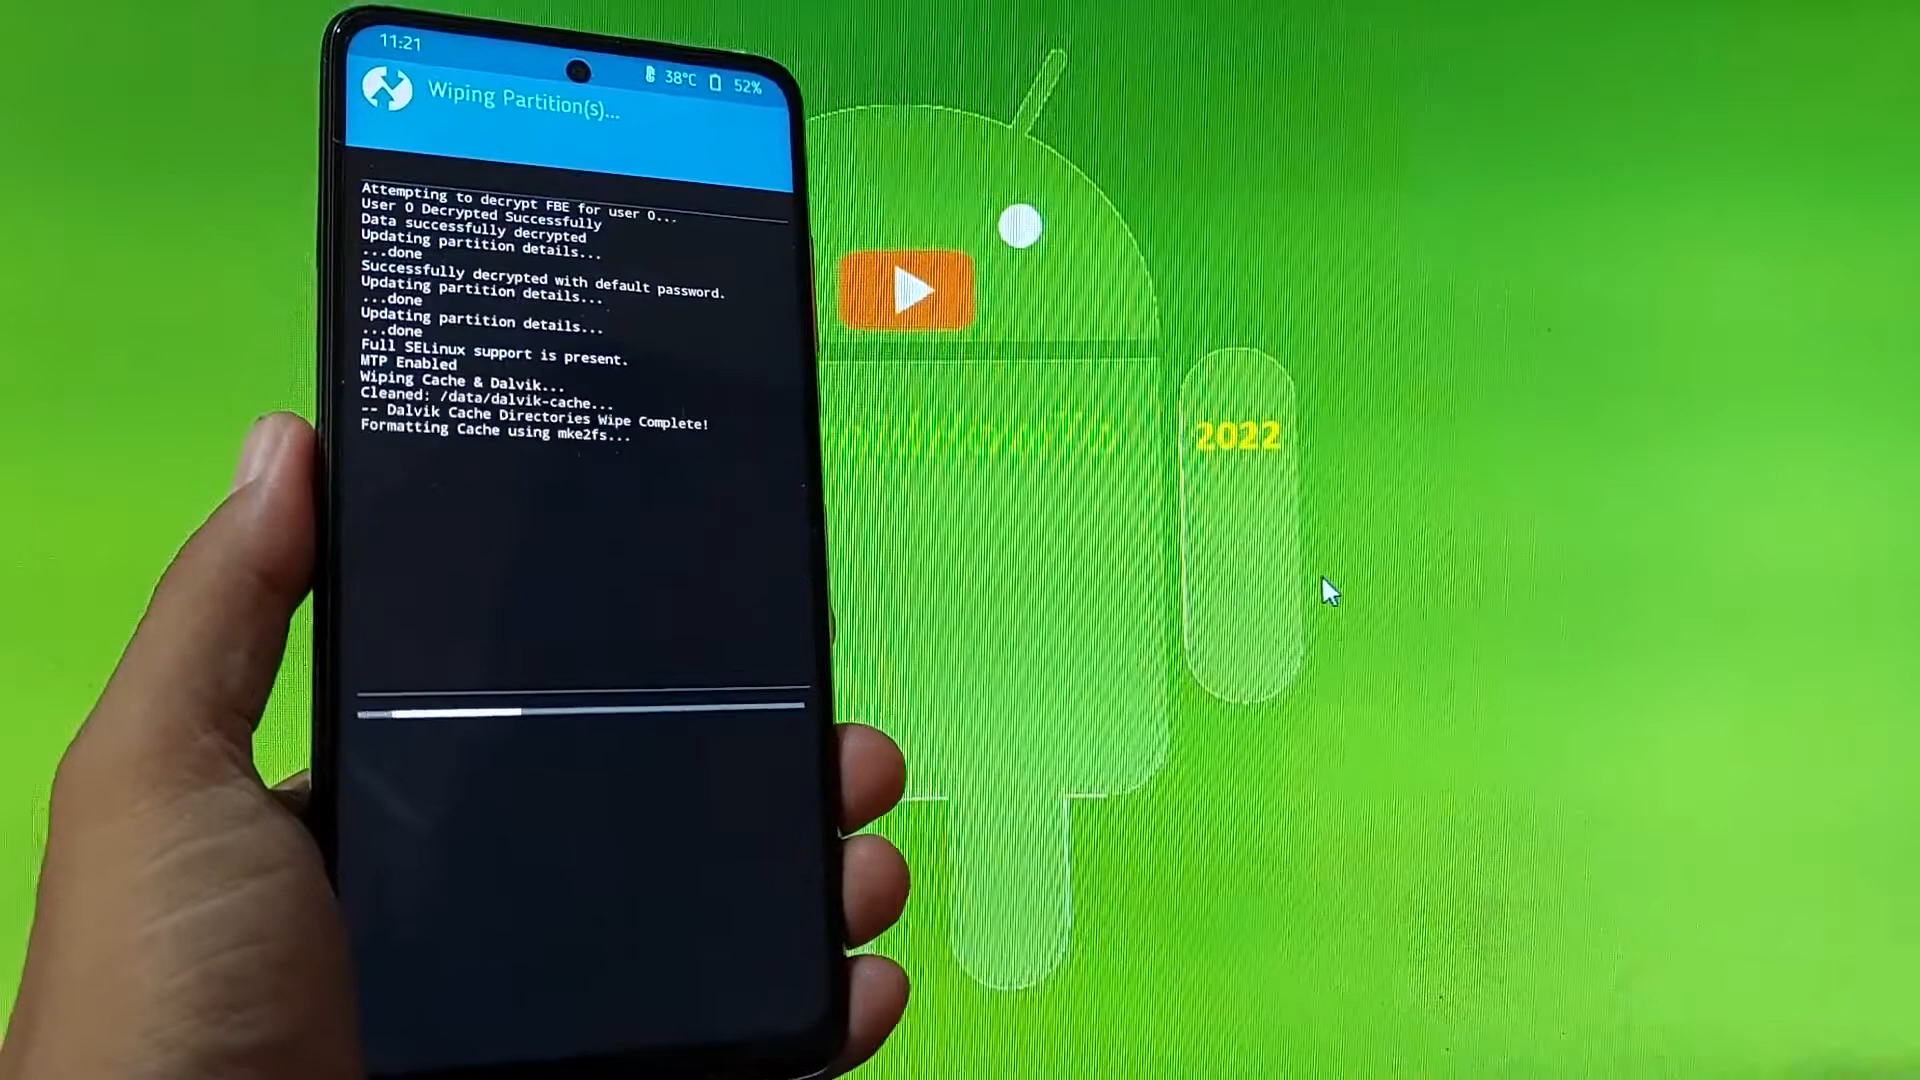 11:21
38°C 52%
Wiping Partition(s)...
Attempting to decrypt FBE for user 0...
User 0 Decrypted Successfully
Data successfully decrypted
Updating partition details...
...done
Successfully decrypted with default password.
Updating partition details...
...done
Updating partition details...
...done
Full SELinux support is present.
MTP Enabled
Wiping Cache & Dalvik...
Cleaned: /data/dalvik-cache...
-- Dalvik Cache Directories Wipe Complete!
Formatting Cache using mke2fs...
2022